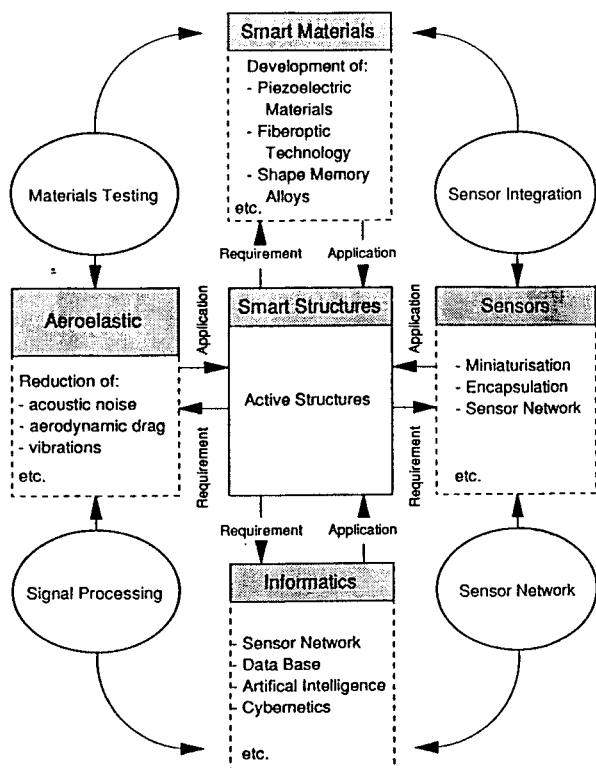 Smart Materials
Development of:
- Piezoelectric
Materials
- Fiberoptic
Technology
- Shape Memory
Alloys
etc.
Materials Testing
Sensor Integration
Requirement
Application
Aeroelastic
Reduction of:
- acoustic noise
- aerodynamic drag
- vibrations
etc.
Application
Requirement
Smart Structures
Active Structures
Application
Requirement
Sensors
- Miniaturisation
- Encapsulation
- Sensor Network
etc.
Requirement
Application
Signal Processing
Sensor Network
Informatics
- Sensor Network
- Data Base
- Artifical Intelligence
- Cybernetics
etc.